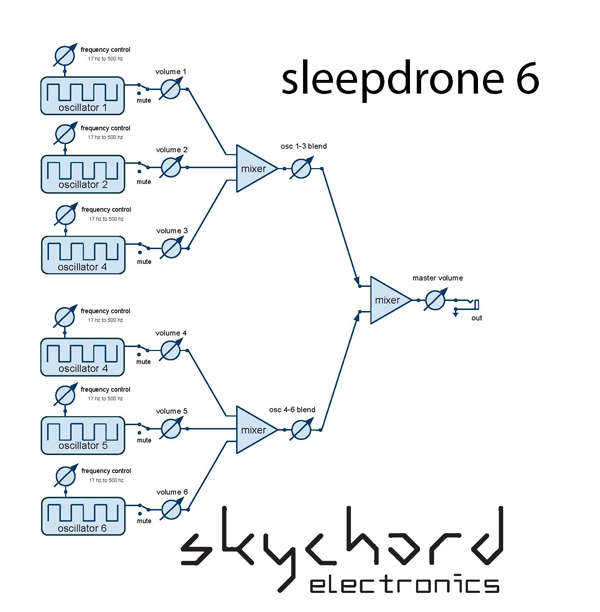 sleepdrone 6
frequency control
17 hz to 500 hz
oscillator 1
mute
volume 1
frequency control
17 hz to 500 hz
oscillator 2
mute
volume 2
frequency control
17 hz to 500 hz
oscillator 4
mute
volume 3
mixer
osc 1-3 blend
frequency control
17 hz to 500 hz
oscillator 4
mute
volume 4
frequency control
17 hz to 500 hz
oscillator 5
mute
volume 5
frequency control
17 hz to 500 hz
oscillator 6
mute
volume 6
mixer
osc 4-6 blend
mixer
master volume
out
skychord
electronics